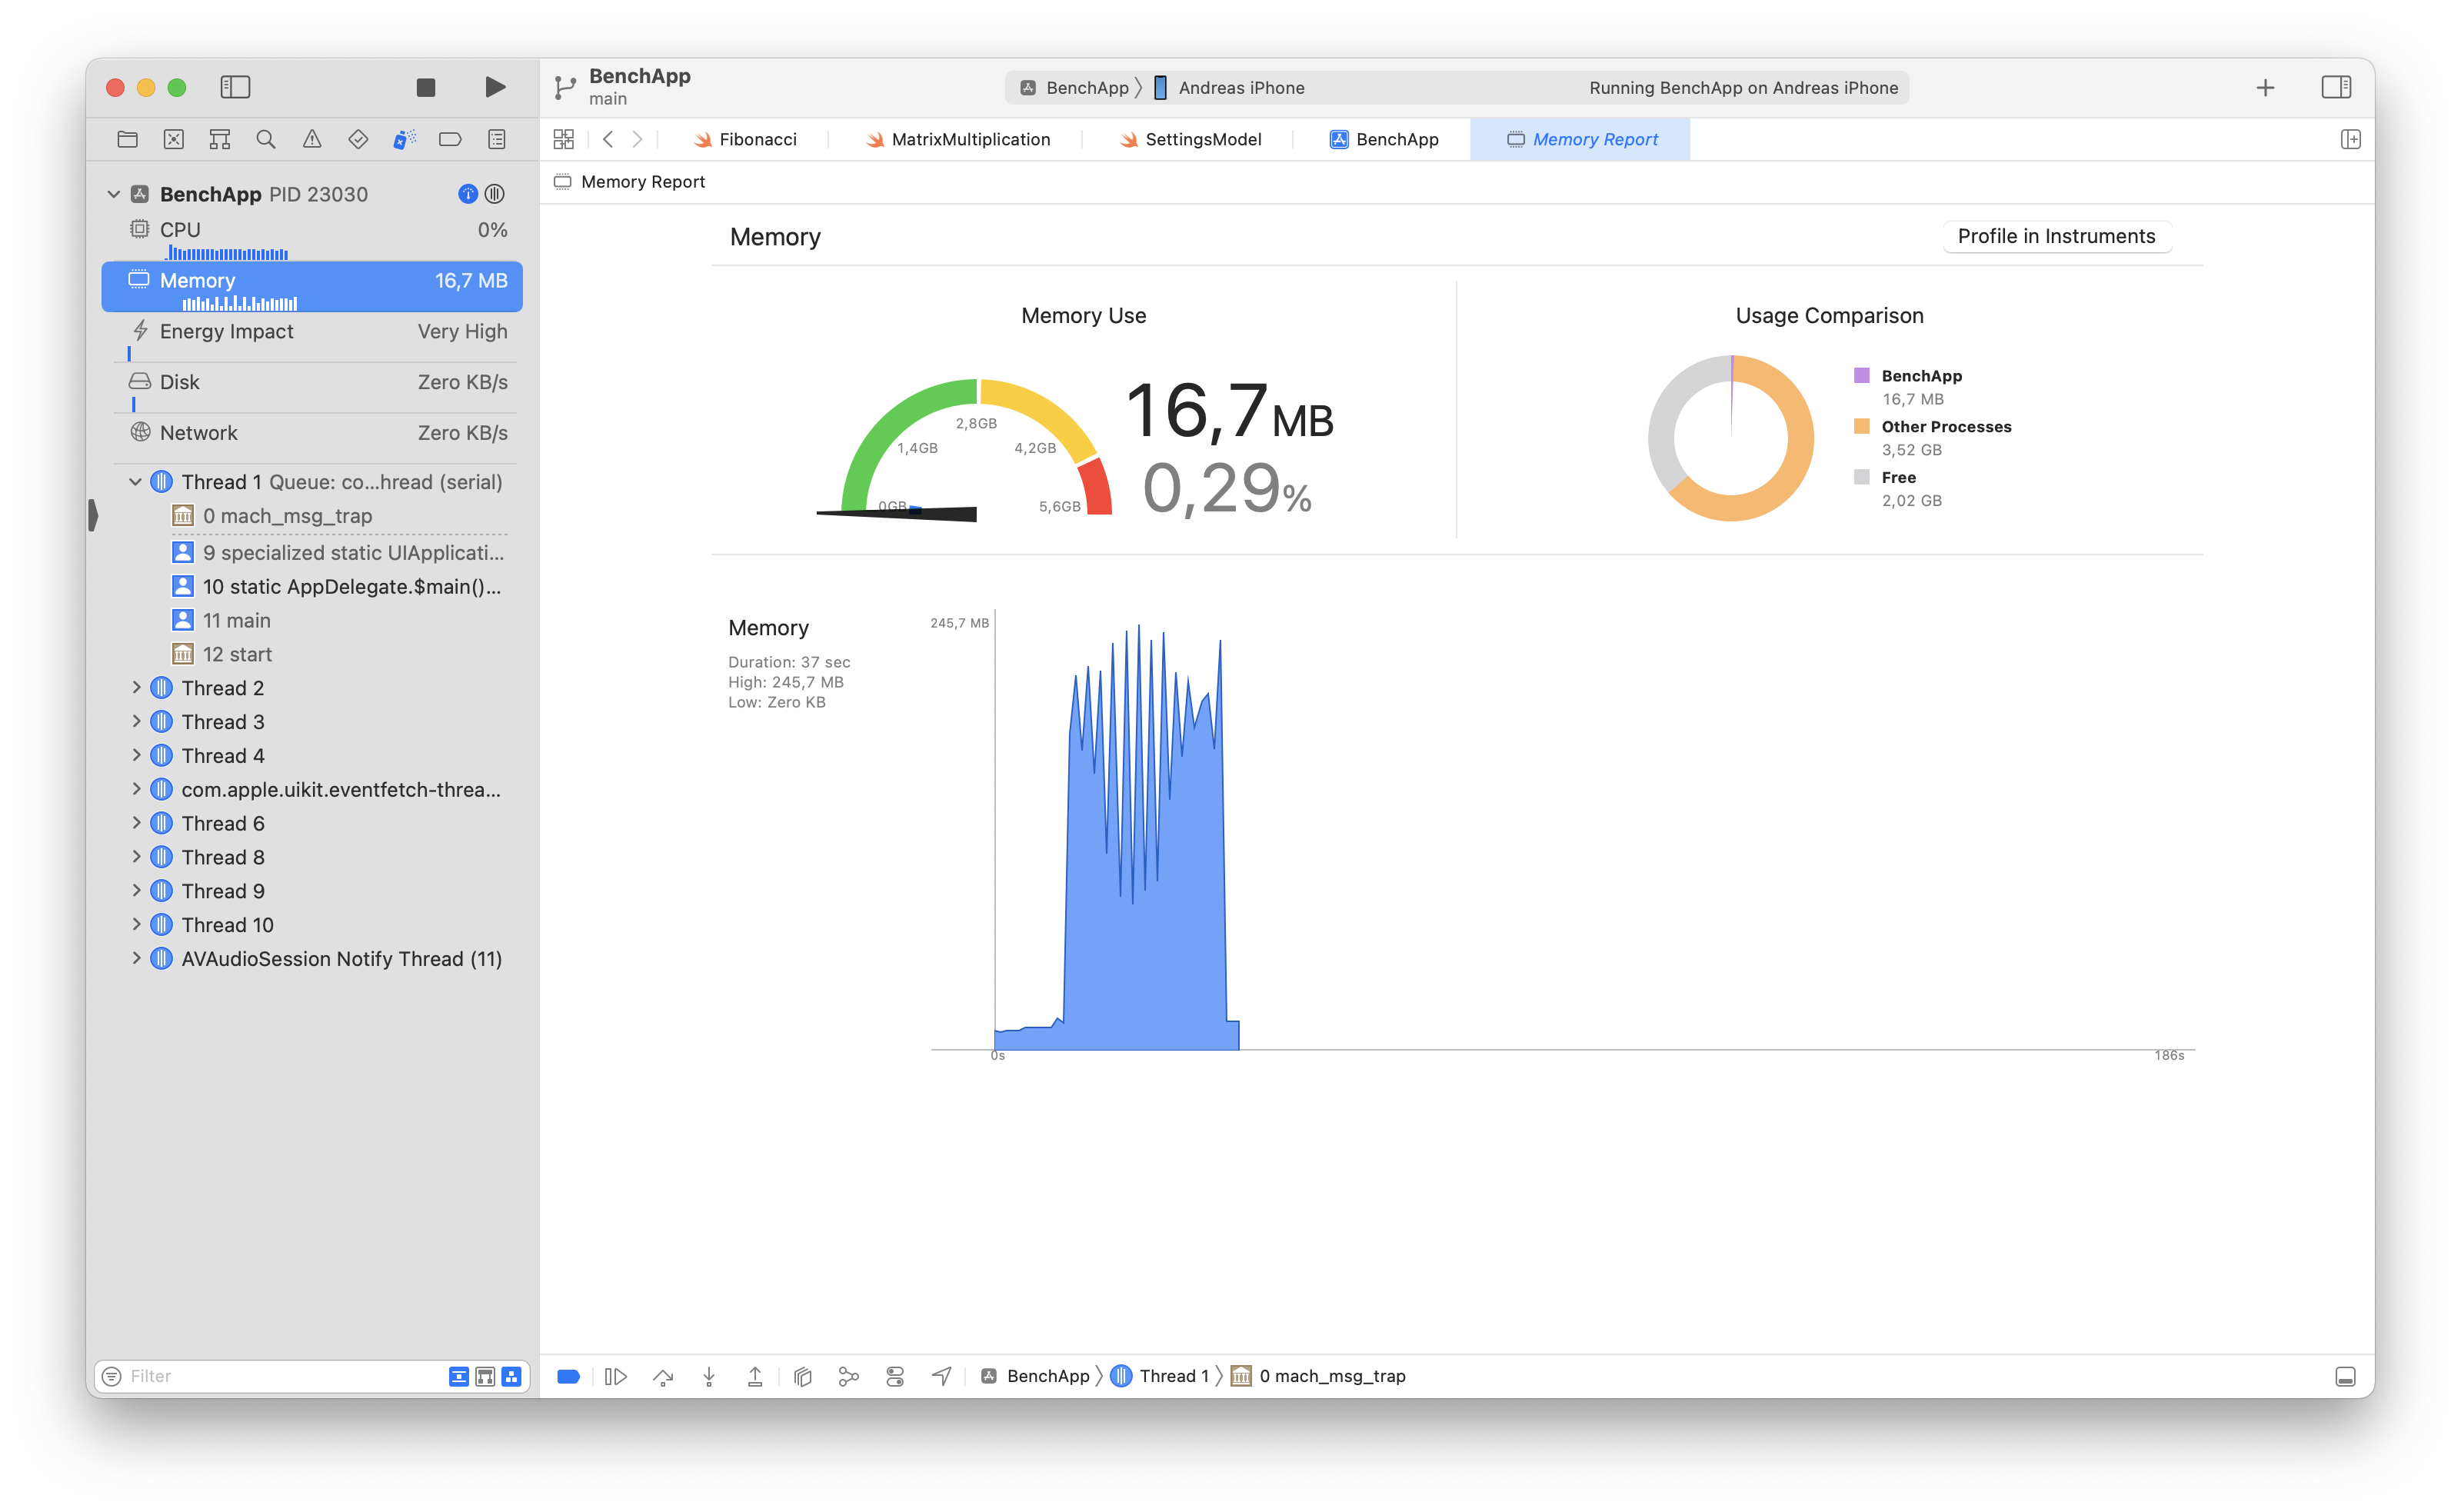 BenchApp
main
BenchApp
Andreas iPhone
Running BenchApp on Andreas iPhone
Fibonacci
MatrixMultiplication
SettingsModel
BenchApp
Memory Report
Memory Report
BenchApp PID 23030
CPU 0%
Memory 16,7 MB
Energy Impact Very High
Disk Zero KB/s
Network Zero KB/s
Thread 1 Queue: co...hread (serial)
0 mach_msg_trap
9 specialized static UIApplicati...
10 static AppDelegate.$main()...
11 main
12 start
Thread 2
Thread 3
Thread 4
com.apple.uikit.eventfetch-threa...
Thread 6
Thread 8
Thread 9
Thread 10
AVAudioSession Notify Thread (11)
Filter
Memory
Profile in Instruments
Memory Use
0GB
1,4GB
2,8GB
4,2GB
5,6GB
16,7 MB
0,29%
Usage Comparison
BenchApp
16,7 MB
Other Processes
3,52 GB
Free
2,02 GB
Memory
Duration: 37 sec
High: 245,7 MB
Low: Zero KB
245,7 MB
0s
186s
BenchApp
Thread 1
0 mach_msg_trap